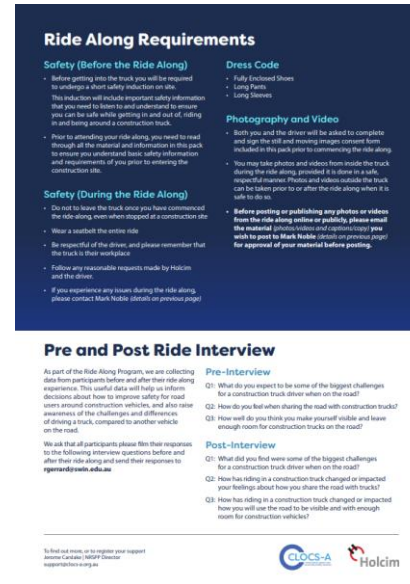 Ride Along Requirements
Safety (Before the Ride Along)
• Before getting into the truck you will be required
to undergo a short safety induction on site.
This induction will include important safety information
that you need to listen to and understand to ensure
you can be safe while getting in and out of, riding
in and being around a construction truck.
• Prior to attending your ride along, you need to read
through all the material and information in this pack
to ensure you understand basic safety information
and requirements of you prior to entering the
construction site.
Safety (During the Ride Along)
• Do not to leave the truck once you have commenced
the ride-along, even when stopped at a construction site
• Wear a seatbelt the entire ride
• Be respectful of the driver, and please remember that
the truck is their workplace
• Follow any reasonable requests made by Holcim
and the driver.
• If you experience any issues during the ride along,
please contact Mark Noble (details on previous page)
Dress Code
• Fully Enclosed Shoes
• Long Pants
• Long Sleeves
Photography and Video
• Both you and the driver will be asked to complete
and sign the still and moving images consent form
included in this pack prior to commencing the ride along.
• You may take photos and videos from inside the truck
during the ride along, provided it is done in a safe,
respectful manner. Photos and videos outside the truck
can be taken prior to or after the ride along when it is
safe to do so.
• Before posting or publishing any photos or videos
from the ride along online or publicly, please email
the material (photos/videos and captions/copy) you
wish to post to Mark Noble (details on previous page)
for approval of your material before posting.
Pre and Post Ride Interview
As part of the Ride Along Program, we are collecting
data from participants before and after their ride along
experience. This useful data will help us inform
decisions about how to improve safety for road
users around construction vehicles, and also raise
awareness of the challenges and differences
of driving a truck, compared to another vehicle
on the road.
We ask that all participants please film their responses
to the following interview questions before and
after their ride along and send their responses to
rgerrard@swin.edu.au
Pre-Interview
Q1: What do you expect to be some of the biggest challenges
for a construction truck driver when on the road?
Q2: How do you feel when sharing the road with construction trucks?
Q3: How well do you think you make yourself visible and leave
enough room for construction trucks on the road?
Post-Interview
Q1: What did you find were some of the biggest challenges
for a construction truck driver when on the road?
Q2: How has riding in a construction truck changed or impacted
your feelings about how you share the road with trucks?
Q3: How has riding in a construction truck changed or impacted
how you will use the road to be visible and with enough
room for construction vehicles?
To find out more, or to register your support
Jerome Carslake | NRSPP Director
support@clocs-a.org.au
CLOCS-A
Holcim